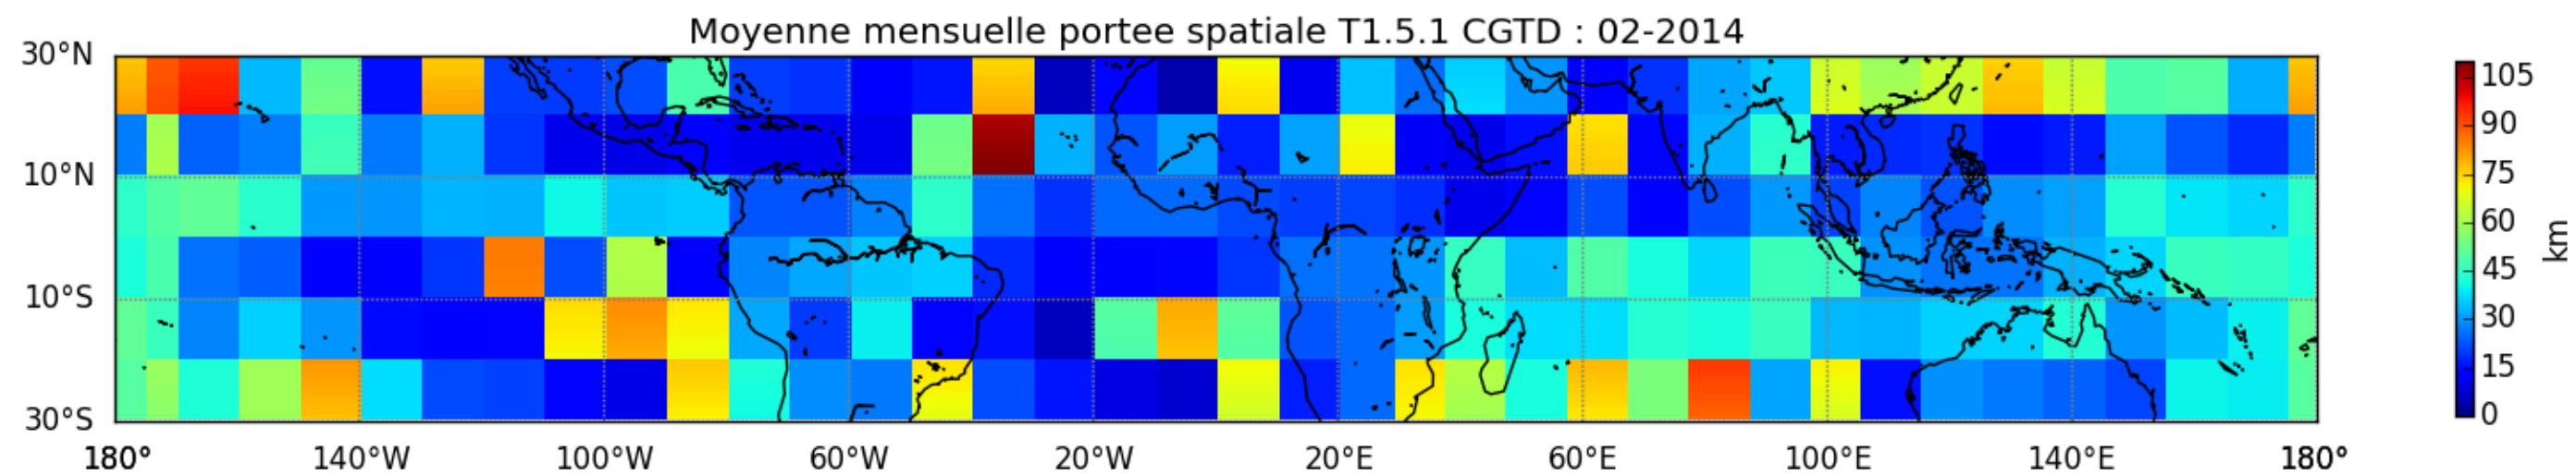 Moyenne mensuelle portee spatiale T1.5.1 CGTD : 02-2014
30°N
10°N
10°S
30°S
180° 140°W 100°W 60°W 20°W 20°E 60°E 100°E 140°E 180°
105
90
75
60
45
30
15
0
km